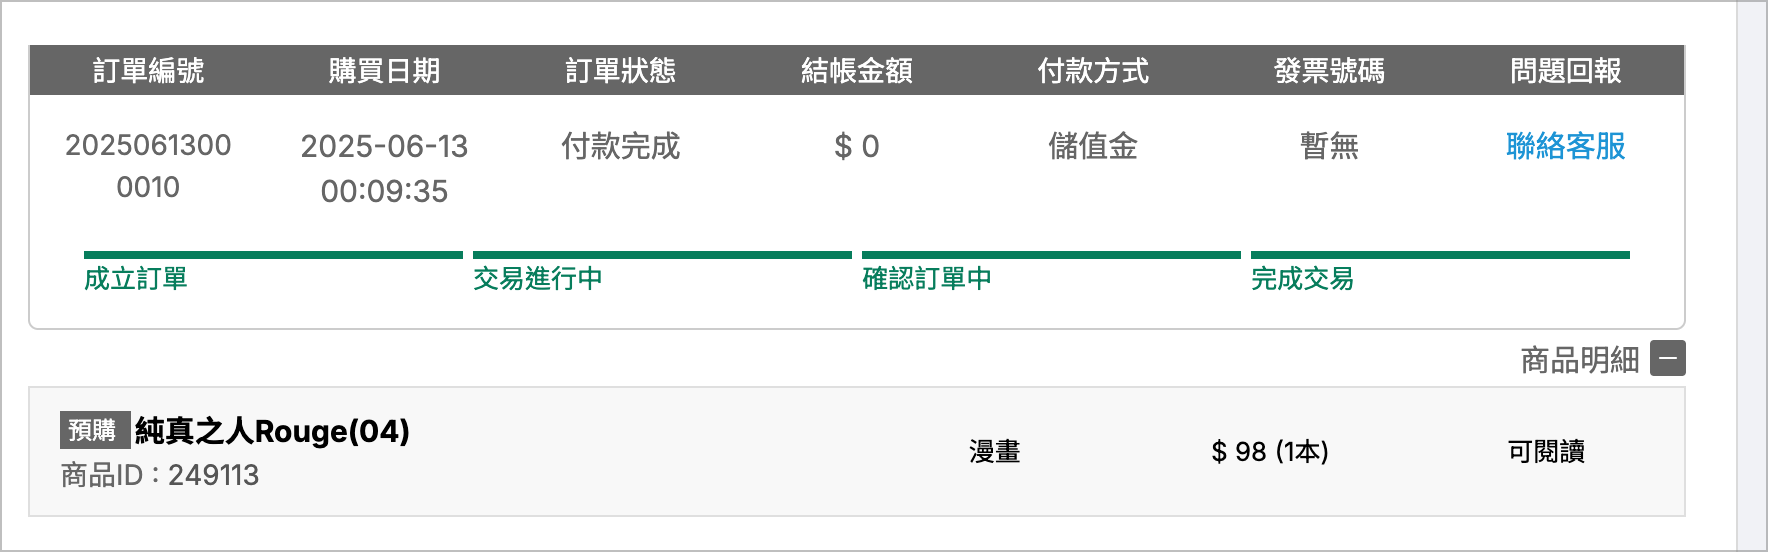 訂單編號 購買日期 訂單狀態 結帳金額 付款方式 發票號碼 問題回報
2025061300 2025-06-13 付款完成 $ 0 儲值金 暫無 聯絡客服
0010 00:09:35
成立訂單 交易進行中 確認訂單中 完成交易
商品明細
預購 純真之人Rouge(04)
漫畫 $ 98 (1本) 可閱讀
商品ID : 249113